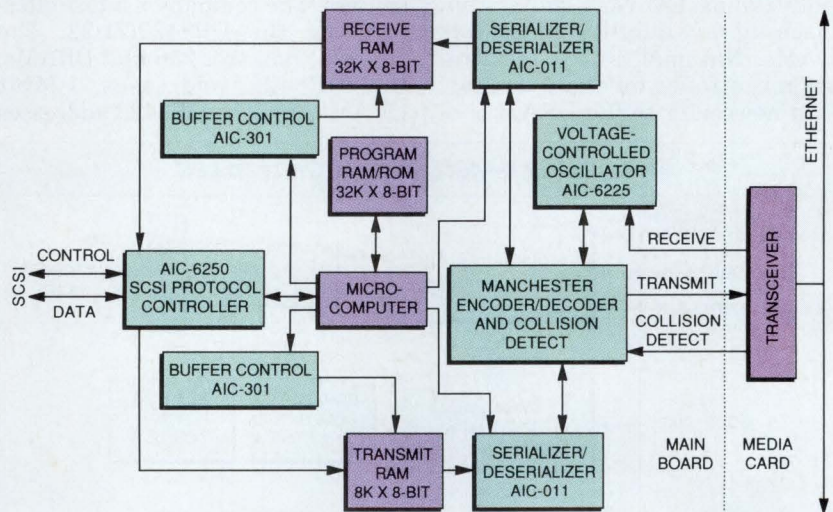 RECEIVE
RAM
32K X 8-BIT
SERIALIZER/
DESERIALIZER
AIC-011
BUFFER CONTROL
AIC-301
PROGRAM
RAM/ROM
32K X 8-BIT
VOLTAGE-
CONTROLLED
OSCILLATOR
AIC-6225
ETHERNET
SCSI
CONTROL
DATA
AIC-6250
SCSI PROTOCOL
CONTROLLER
MICRO-
COMPUTER
MANCHESTER
ENCODER/DECODER
AND COLLISION
DETECT
RECEIVE
TRANSMIT
COLLISION
DETECT
TRANSCEIVER
BUFFER CONTROL
AIC-301
TRANSMIT
RAM
8K X 8-BIT
SERIALIZER/
DESERIALIZER
AIC-011
MAIN
BOARD
MEDIA
CARD